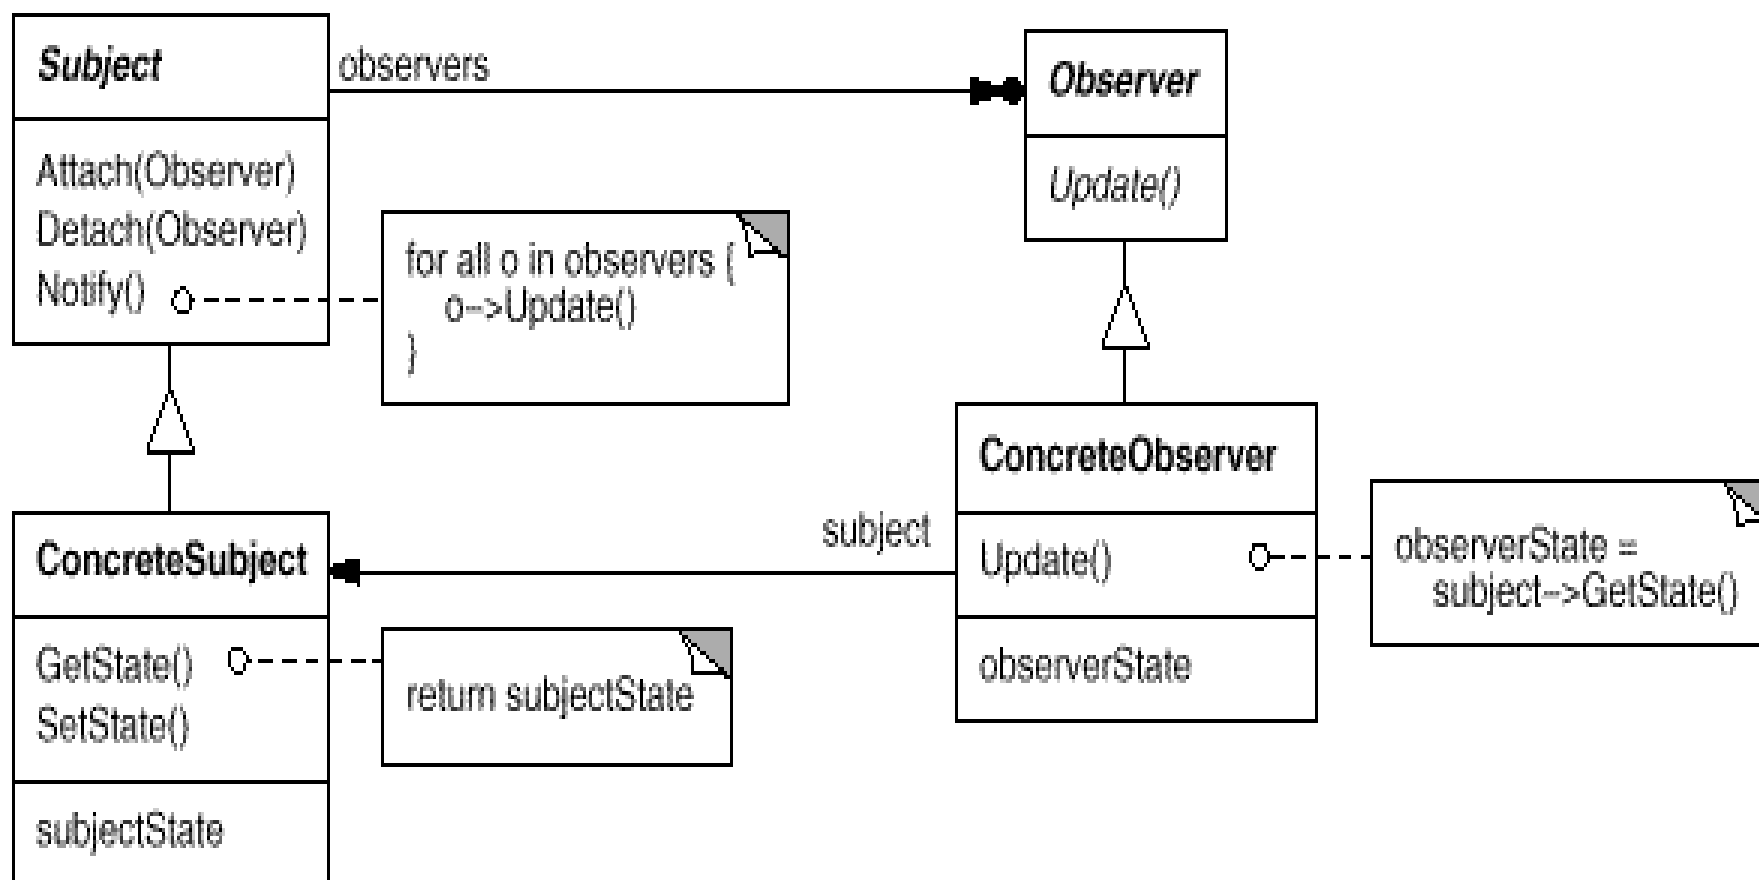 Subject
observers
Attach(Observer)
Detach(Observer)
Notify()
for all o in observers {
o->Update()
}
Observer
Update()
ConcreteSubject
GetState()
SetState()
subjectState
return subjectState
subject
ConcreteObserver
Update()
observerState
observerState =
subject->GetState()